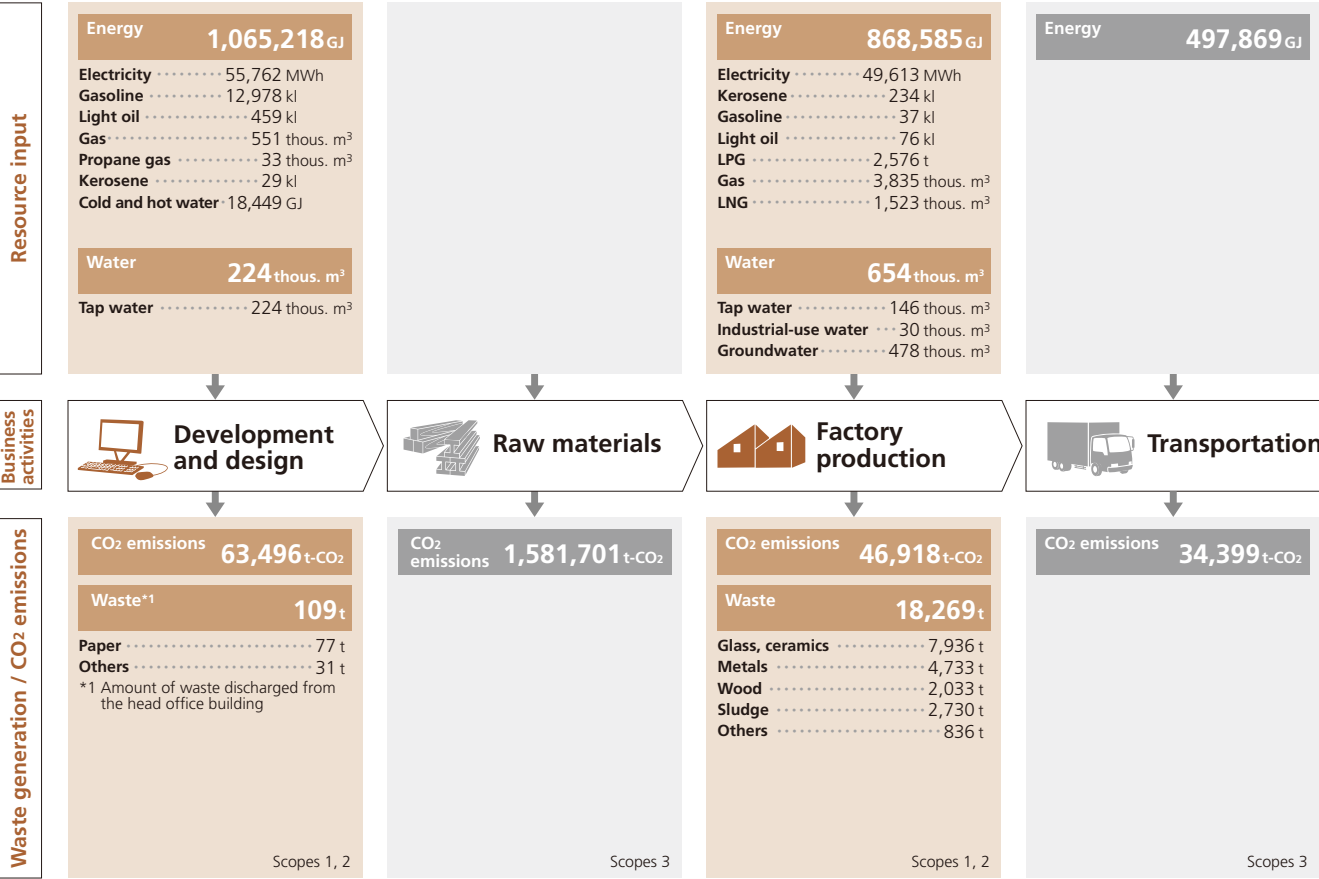 Resource input
Energy
1,065,218 GJ
Electricity ········· 55,762 MWh
Gasoline ·········· 12,978 kl
Light oil ············ 459 kl
Gas ················ 551 thous. m³
Propane gas ··········· 33 thous. m³
Kerosene ············· 29 kl
Cold and hot water · 18,449 GJ
Water
224 thous. m³
Tap water ············ 224 thous. m³
Energy
868,585 GJ
Electricity ········· 49,613 MWh
Kerosene ············ 234 kl
Gasoline ·············· 37 kl
Light oil ············· 76 kl
LPG ················ 2,576 t
Gas ················ 3,835 thous. m³
LNG ················ 1,523 thous. m³
Water
654 thous. m³
Tap water ············ 146 thous. m³
Industrial-use water ··· 30 thous. m³
Groundwater ········· 478 thous. m³
Energy
497,869 GJ
Business
activities
Development
and design
Raw materials
Factory
production
Transportation
Waste generation / CO₂ emissions
CO₂ emissions 63,496 t-CO₂
Waste*1
109 t
Paper ······················· 77 t
Others ······················ 31 t
*1 Amount of waste discharged from
the head office building
Scopes 1, 2
CO₂
emissions 1,581,701 t-CO₂
Scopes 3
CO₂ emissions 46,918 t-CO₂
Waste
18,269 t
Glass, ceramics ············ 7,936 t
Metals ··················· 4,733 t
Wood ···················· 2,033 t
Sludge ··················· 2,730 t
Others ···················· 836 t
Scopes 1, 2
CO₂ emissions 34,399 t-CO₂
Scopes 3